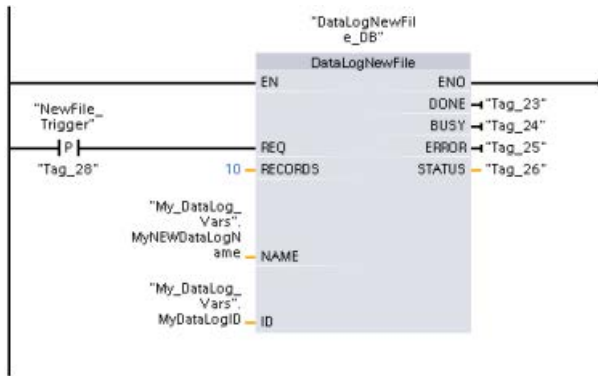 "DataLogNewFil
e_DB"
DataLogNewFile
EN
ENO
DONE
"Tag_23"
BUSY
"Tag_24"
"NewFile_
Trigger"
P
REQ
ERROR
"Tag_25"
"Tag_28"
10
RECORDS
STATUS
"Tag_26"
"My_DataLog_
Vars".
MyNEWDataLogN
ame
NAME
"My_DataLog_
Vars".
MyDataLogID
ID